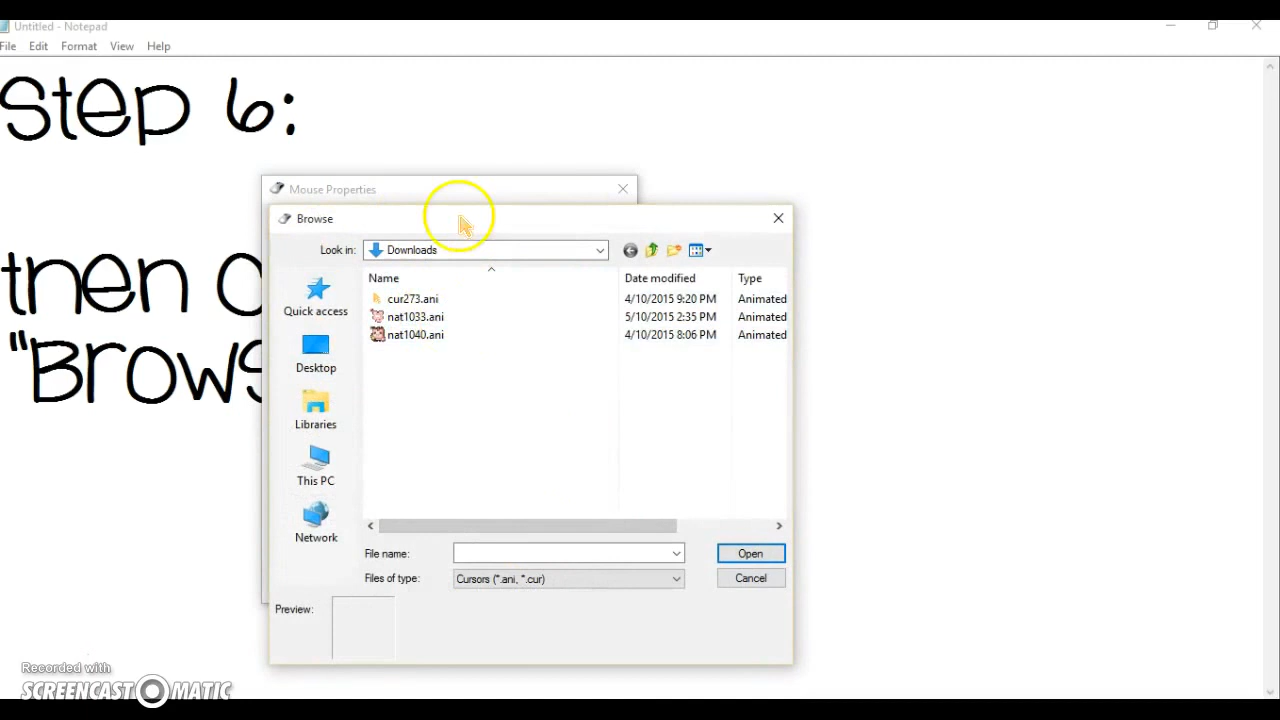 Untitled - Notepad
File Edit Format View Help
Step 6:
Mouse Properties
Browse
then
"Brows
Look in: Downloads
Name Date modified Type
cur273.ani 4/10/2015 9:20 PM Animated
nat1033.ani 5/10/2015 2:35 PM Animated
nat1040.ani 4/10/2015 8:06 PM Animated
Quick access
Desktop
Libraries
This PC
Network
File name: Open
Files of type: Cursors (*.ani, *.cur) Cancel
Preview:
Recorded with
SCREENCAST MATIC